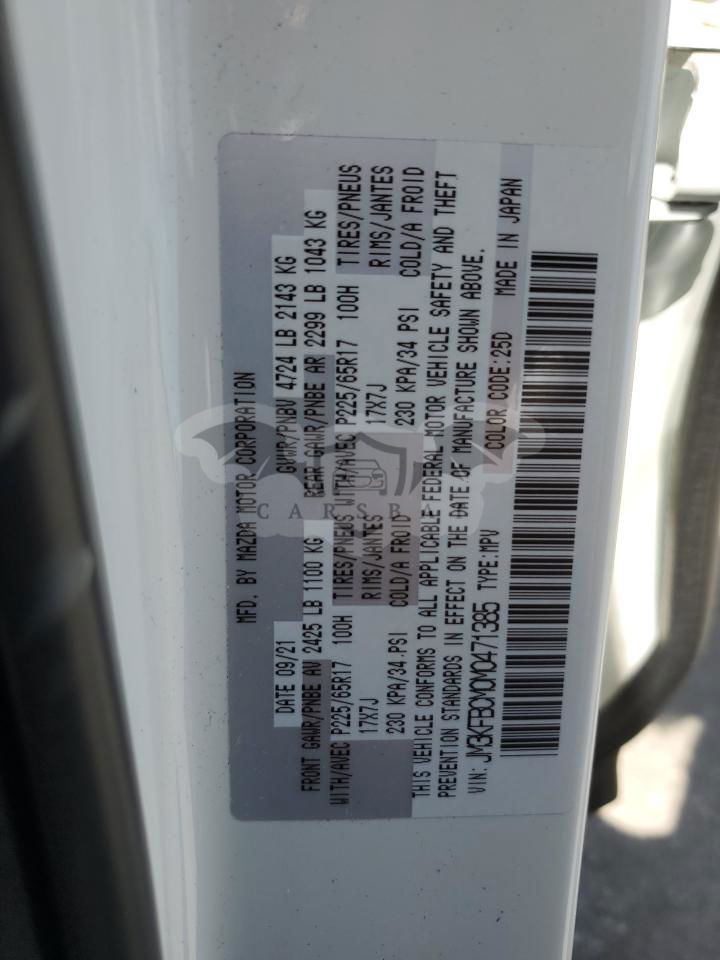 MFD. BY MAZDA MOTOR CORPORATION
DATE 09/21 GVWR/PNBV 4724 LB 2143 KG
FRONT GAWR/PNBE AV 2425 LB 1100 KG REAR GAWR/PNBE AR 2299 LB 1043 KG
WITH/AVEC P225/65R17 100H TIRES/PNEUS WITH/AVEC P225/65R17 100H TIRES/PNEUS
17X7J RIMS/JANTES 17X7J RIMS/JANTES
230 KPA/34 PSI COLD/A FROID 230 KPA/34 PSI COLD/A FROID
THIS VEHICLE CONFORMS TO ALL APPLICABLE FEDERAL MOTOR VEHICLE SAFETY AND THEFT
PREVENTION STANDARDS IN EFFECT ON THE DATE OF MANUFACTURE SHOWN ABOVE.
VIN: JM3KFBCM0M0471385 TYPE:MPV COLOR CODE:25D MADE IN JAPAN